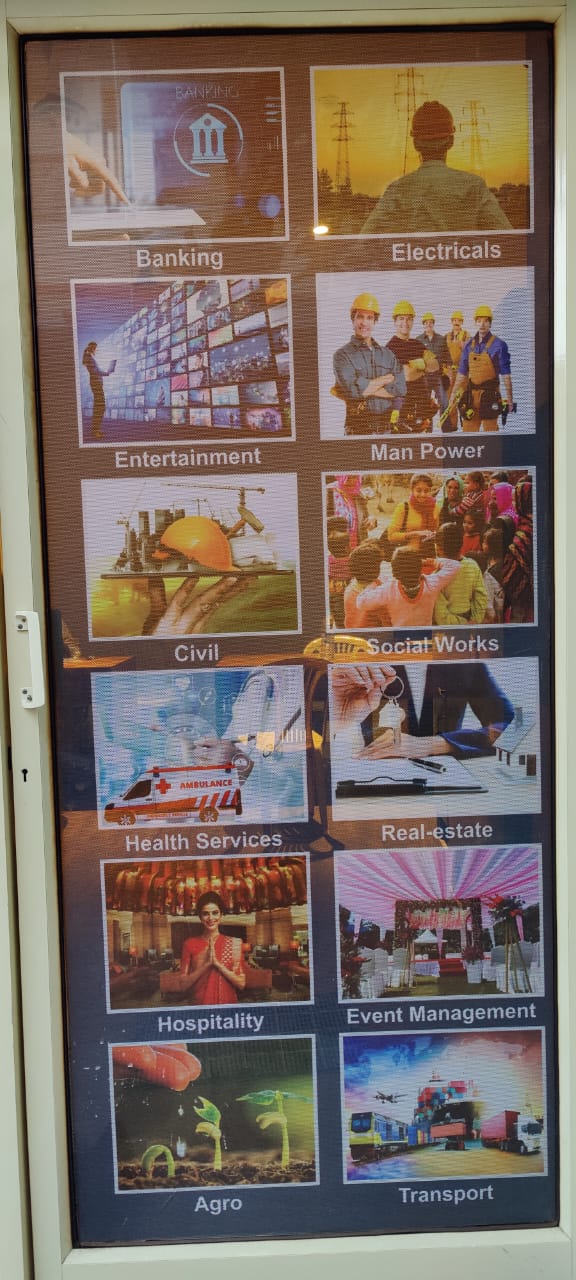 BANKING
Banking
Electricals
Entertainment
Man Power
Civil
Social Works
AMBULANCE
Health Services
Real-estate
Hospitality
Event Management
Agro
Transport